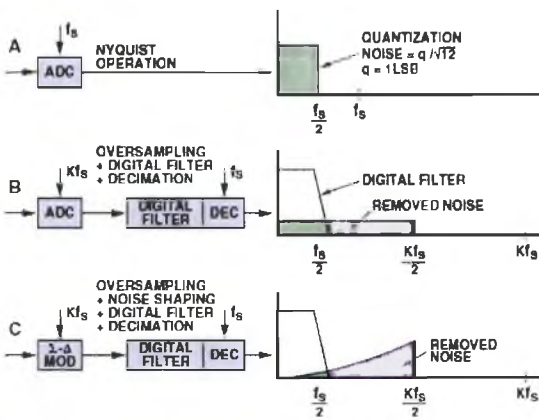 A
fs
ADC
NYQUIST
OPERATION
QUANTIZATION
NOISE = q/√12
q = 1 LSB
fs/2
fs
B
OVERSAMPLING
+ DIGITAL FILTER
+ DECIMATION
Kfs
fs
ADC
DIGITAL
FILTER
DEC
DIGITAL FILTER
REMOVED NOISE
fs/2
Kfs/2
Kfs
C
OVERSAMPLING
+ NOISE SHAPING
+ DIGITAL FILTER
+ DECIMATION
Kfs
fs
Σ-Δ
MOD
DIGITAL
FILTER
DEC
REMOVED
NOISE
fs/2
Kfs/2
Kfs